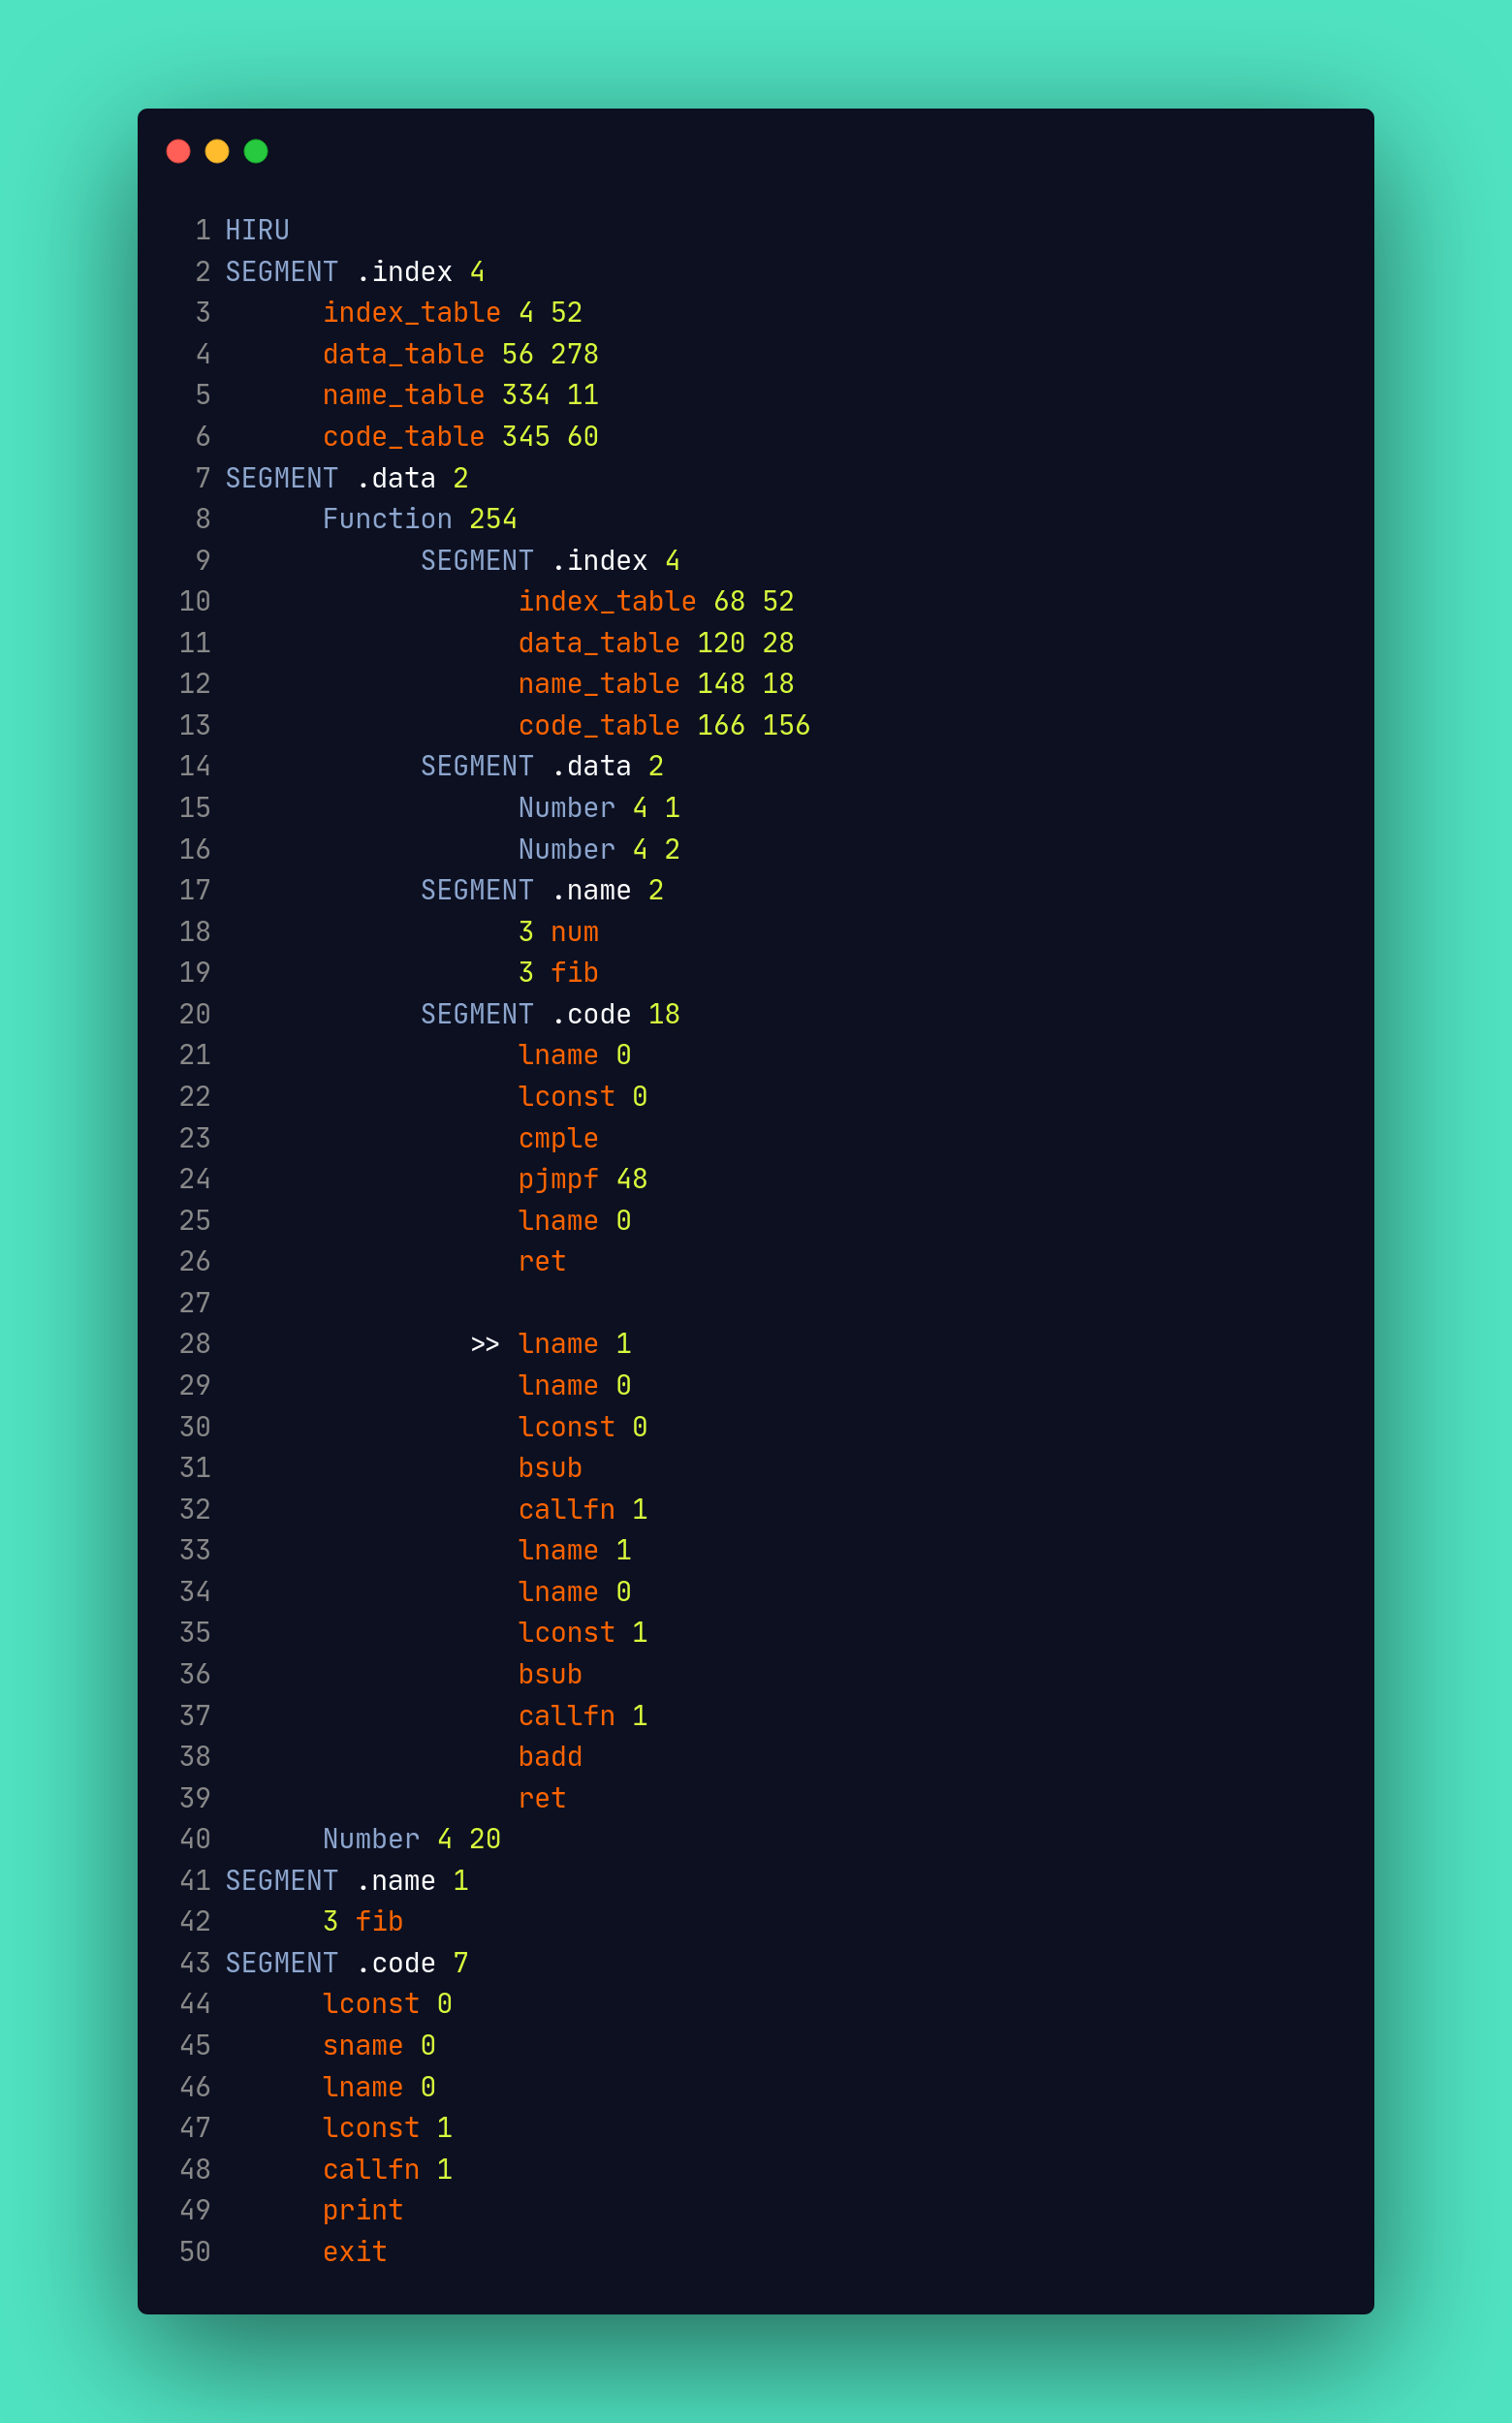 1 HIRU
2 SEGMENT .index 4
3 index_table 4 52
4 data_table 56 278
5 name_table 334 11
6 code_table 345 60
7 SEGMENT .data 2
8 Function 254
9 SEGMENT .index 4
10 index_table 68 52
11 data_table 120 28
12 name_table 148 18
13 code_table 166 156
14 SEGMENT .data 2
15 Number 4 1
16 Number 4 2
17 SEGMENT .name 2
18 3 num
19 3 fib
20 SEGMENT .code 18
21 lname 0
22 lconst 0
23 cmple
24 pjmpf 48
25 lname 0
26 ret
27
28 >> lname 1
29 lname 0
30 lconst 0
31 bsub
32 callfn 1
33 lname 1
34 lname 0
35 lconst 1
36 bsub
37 callfn 1
38 badd
39 ret
40 Number 4 20
41 SEGMENT .name 1
42 3 fib
43 SEGMENT .code 7
44 lconst 0
45 sname 0
46 lname 0
47 lconst 1
48 callfn 1
49 print
50 exit